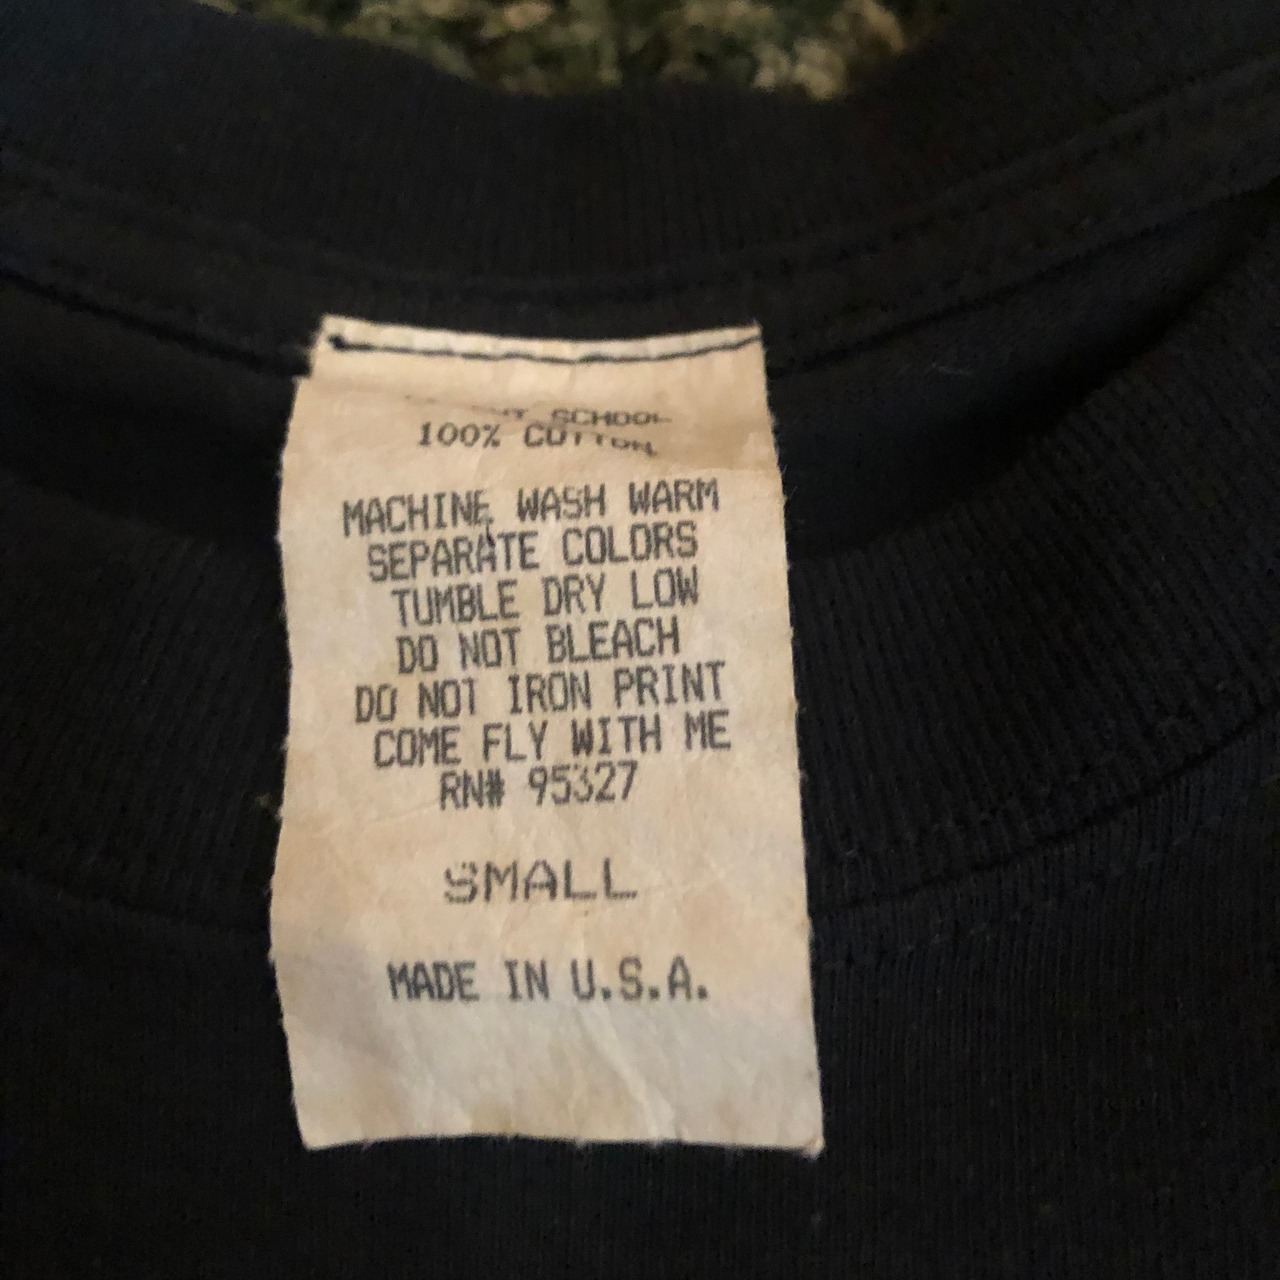 SCHOOL
100% COTTON
MACHINE WASH WARM
SEPARATE COLORS
TUMBLE DRY LOW
DO NOT BLEACH
DO NOT IRON PRINT
COME FLY WITH ME
RN# 95327
SMALL
MADE IN U.S.A.